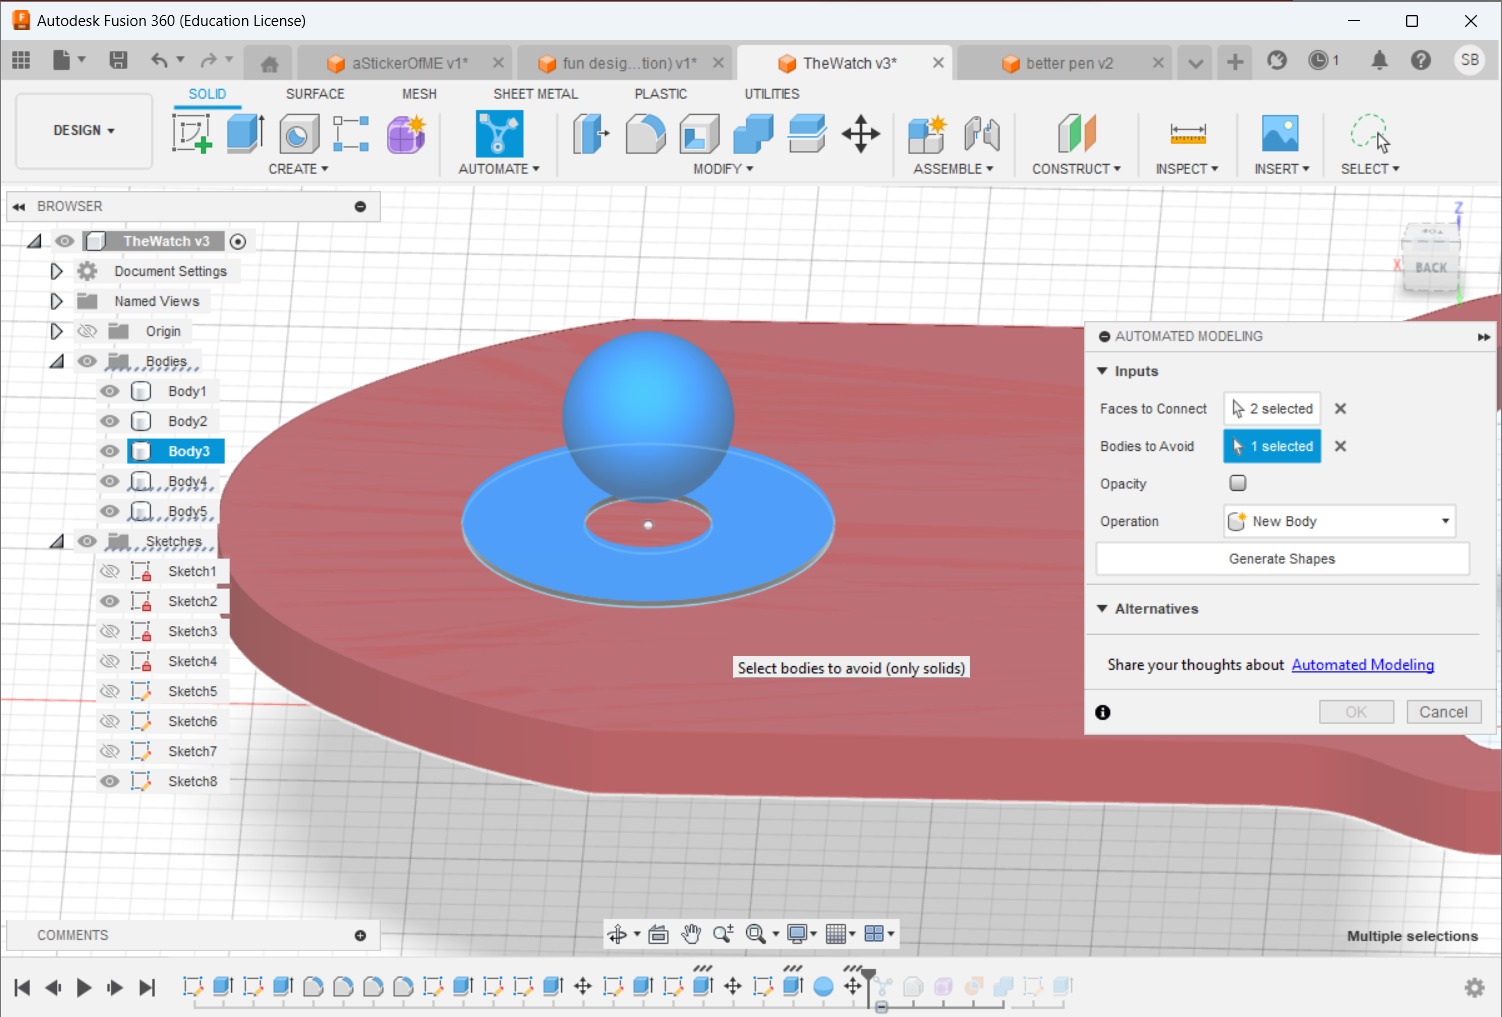 Autodesk Fusion 360 (Education License)
aStickerOfME v1*
fun desig...tion) v1*
TheWatch v3*
better pen v2
1
SB
SOLID
SURFACE
MESH
SHEET METAL
PLASTIC
UTILITIES
DESIGN
CREATE
AUTOMATE
MODIFY
ASSEMBLE
CONSTRUCT
INSPECT
INSERT
SELECT
BROWSER
TheWatch v3
Document Settings
Named Views
Origin
Bodies
Body1
Body2
Body3
Body4
Body5
Sketches
Sketch1
Sketch2
Sketch3
Sketch4
Sketch5
Sketch6
Sketch7
Sketch8
Z
X
BACK
AUTOMATED MODELING
Inputs
Faces to Connect
2 selected
Bodies to Avoid
1 selected
Opacity
Operation
New Body
Generate Shapes
Alternatives
Share your thoughts about Automated Modeling
OK
Cancel
Select bodies to avoid (only solids)
COMMENTS
Multiple selections